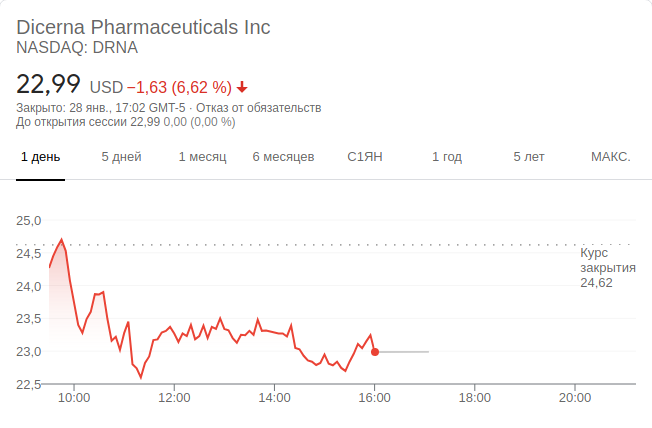 Dicerna Pharmaceuticals Inc
NASDAQ: DRNA
22,99 USD −1,63 (6,62 %)
Закрыто: 28 янв., 17:02 GMT-5 · Отказ от обязательств
До открытия сессии 22,99 0,00 (0,00 %)
1 день 5 дней 1 месяц 6 месяцев С1ЯН 1 год 5 лет МАКС.
25,0
24,5
24,0
23,5
23,0
22,5
Курс
закрытия
24,62
10:00 12:00 14:00 16:00 18:00 20:00